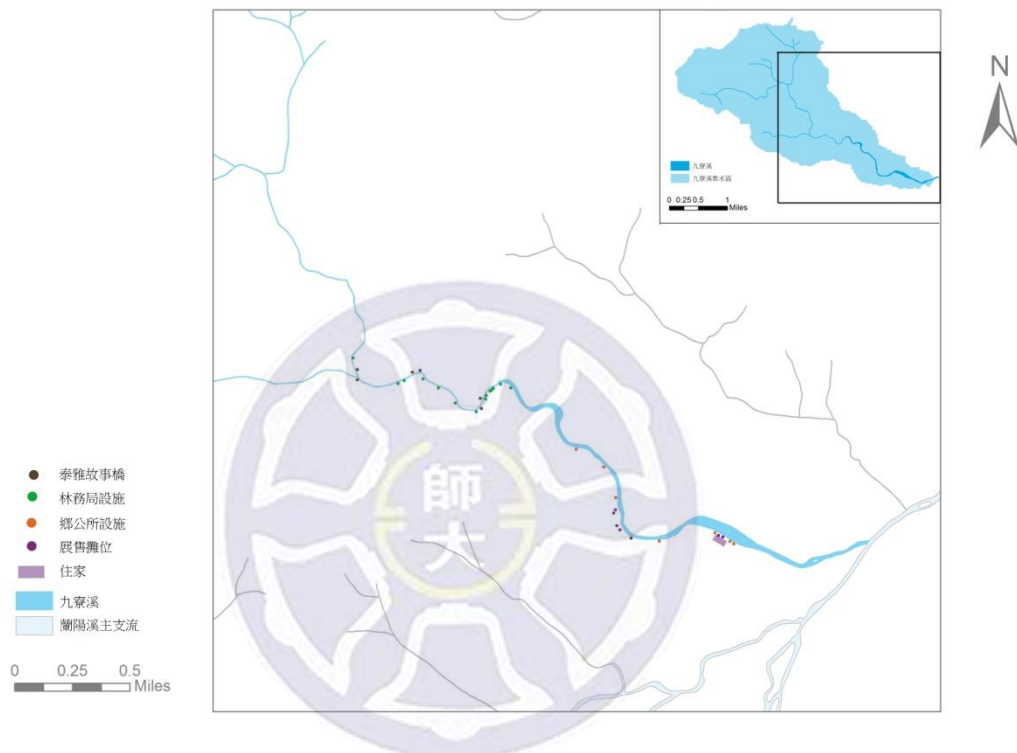 九寮溪
九寮溪集水區
0 0.25 0.5 1
Miles
N
師
大
泰雅故事橋
林務局設施
鄉公所設施
展售攤位
住家
九寮溪
蘭陽溪主支流
0 0.25 0.5
Miles